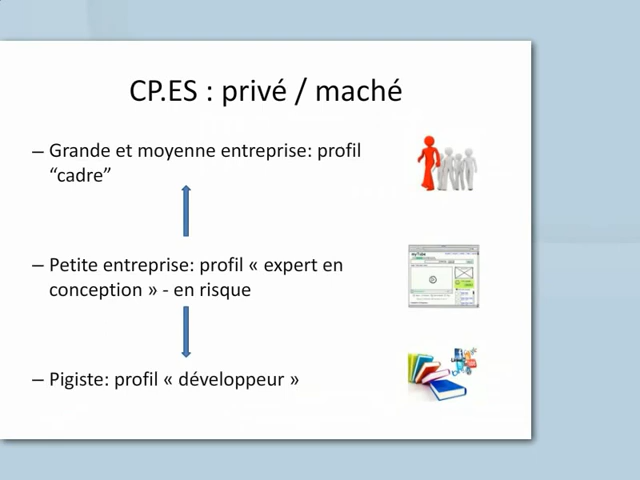 CP.ES : privé / maché
– Grande et moyenne entreprise: profil
“cadre”
– Petite entreprise: profil « expert en
conception » - en risque
– Pigiste: profil « développeur »